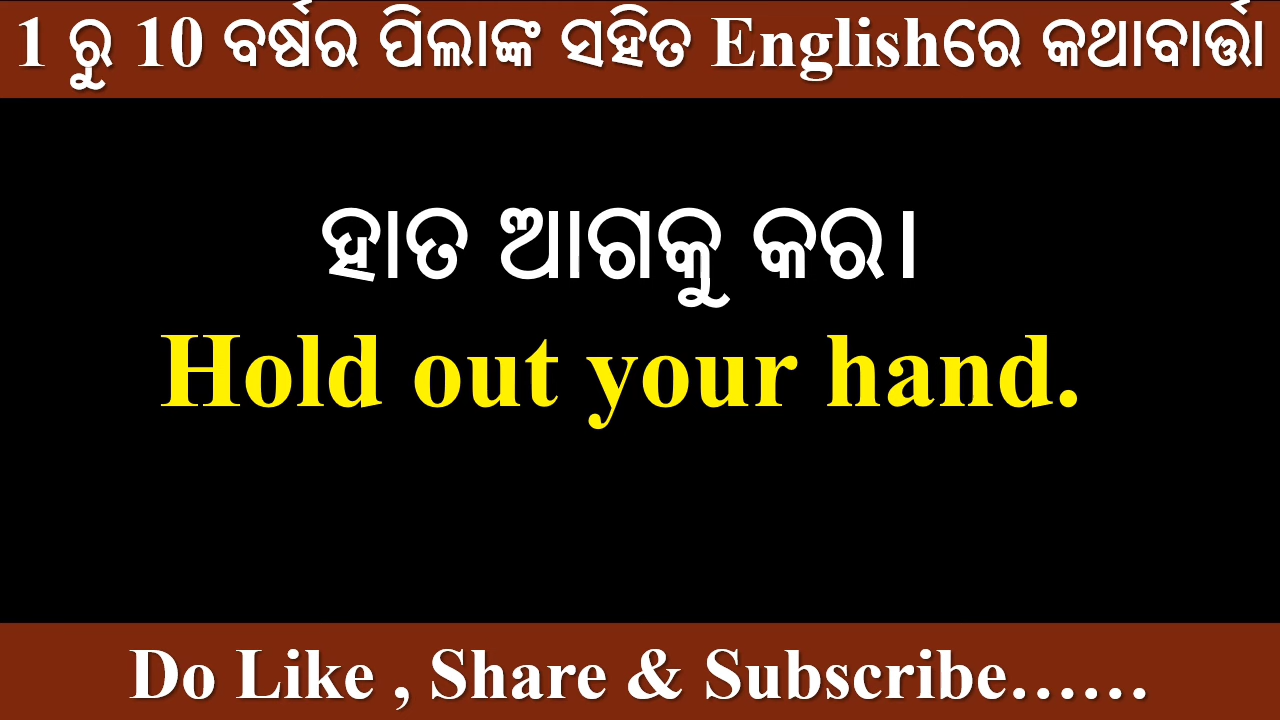 1 ରୁ 10 ବର୍ଷର ପିଲାଙ୍କ ସହିତ Englishରେ କଥାବାର୍ତ୍ତା
ହାତ ଆଗକୁ କର।
Hold out your hand.
Do Like , Share & Subscribe……